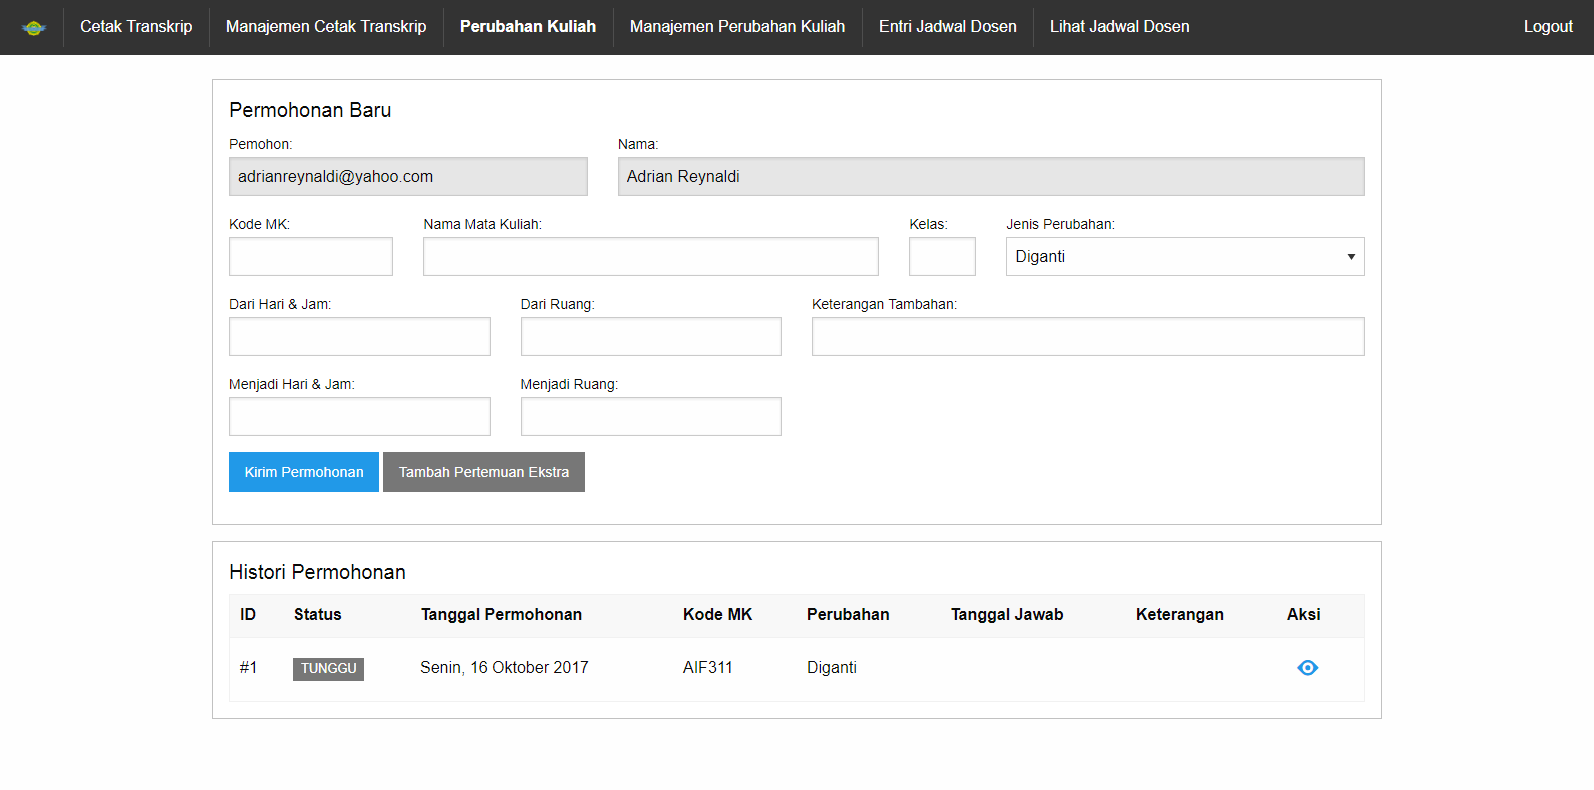 Cetak Transkrip Manajemen Cetak Transkrip Perubahan Kuliah Manajemen Perubahan Kuliah Entri Jadwal Dosen Lihat Jadwal Dosen Logout
Permohonan Baru
Pemohon: Nama:
adrianreynaldi@yahoo.com Adrian Reynaldi
Kode MK: Nama Mata Kuliah: Kelas: Jenis Perubahan:
Diganti
Dari Hari & Jam: Dari Ruang: Keterangan Tambahan:
Menjadi Hari & Jam: Menjadi Ruang:
Kirim Permohonan Tambah Pertemuan Ekstra
Histori Permohonan
ID Status Tanggal Permohonan Kode MK Perubahan Tanggal Jawab Keterangan Aksi
#1 TUNGGU Senin, 16 Oktober 2017 AIF311 Diganti